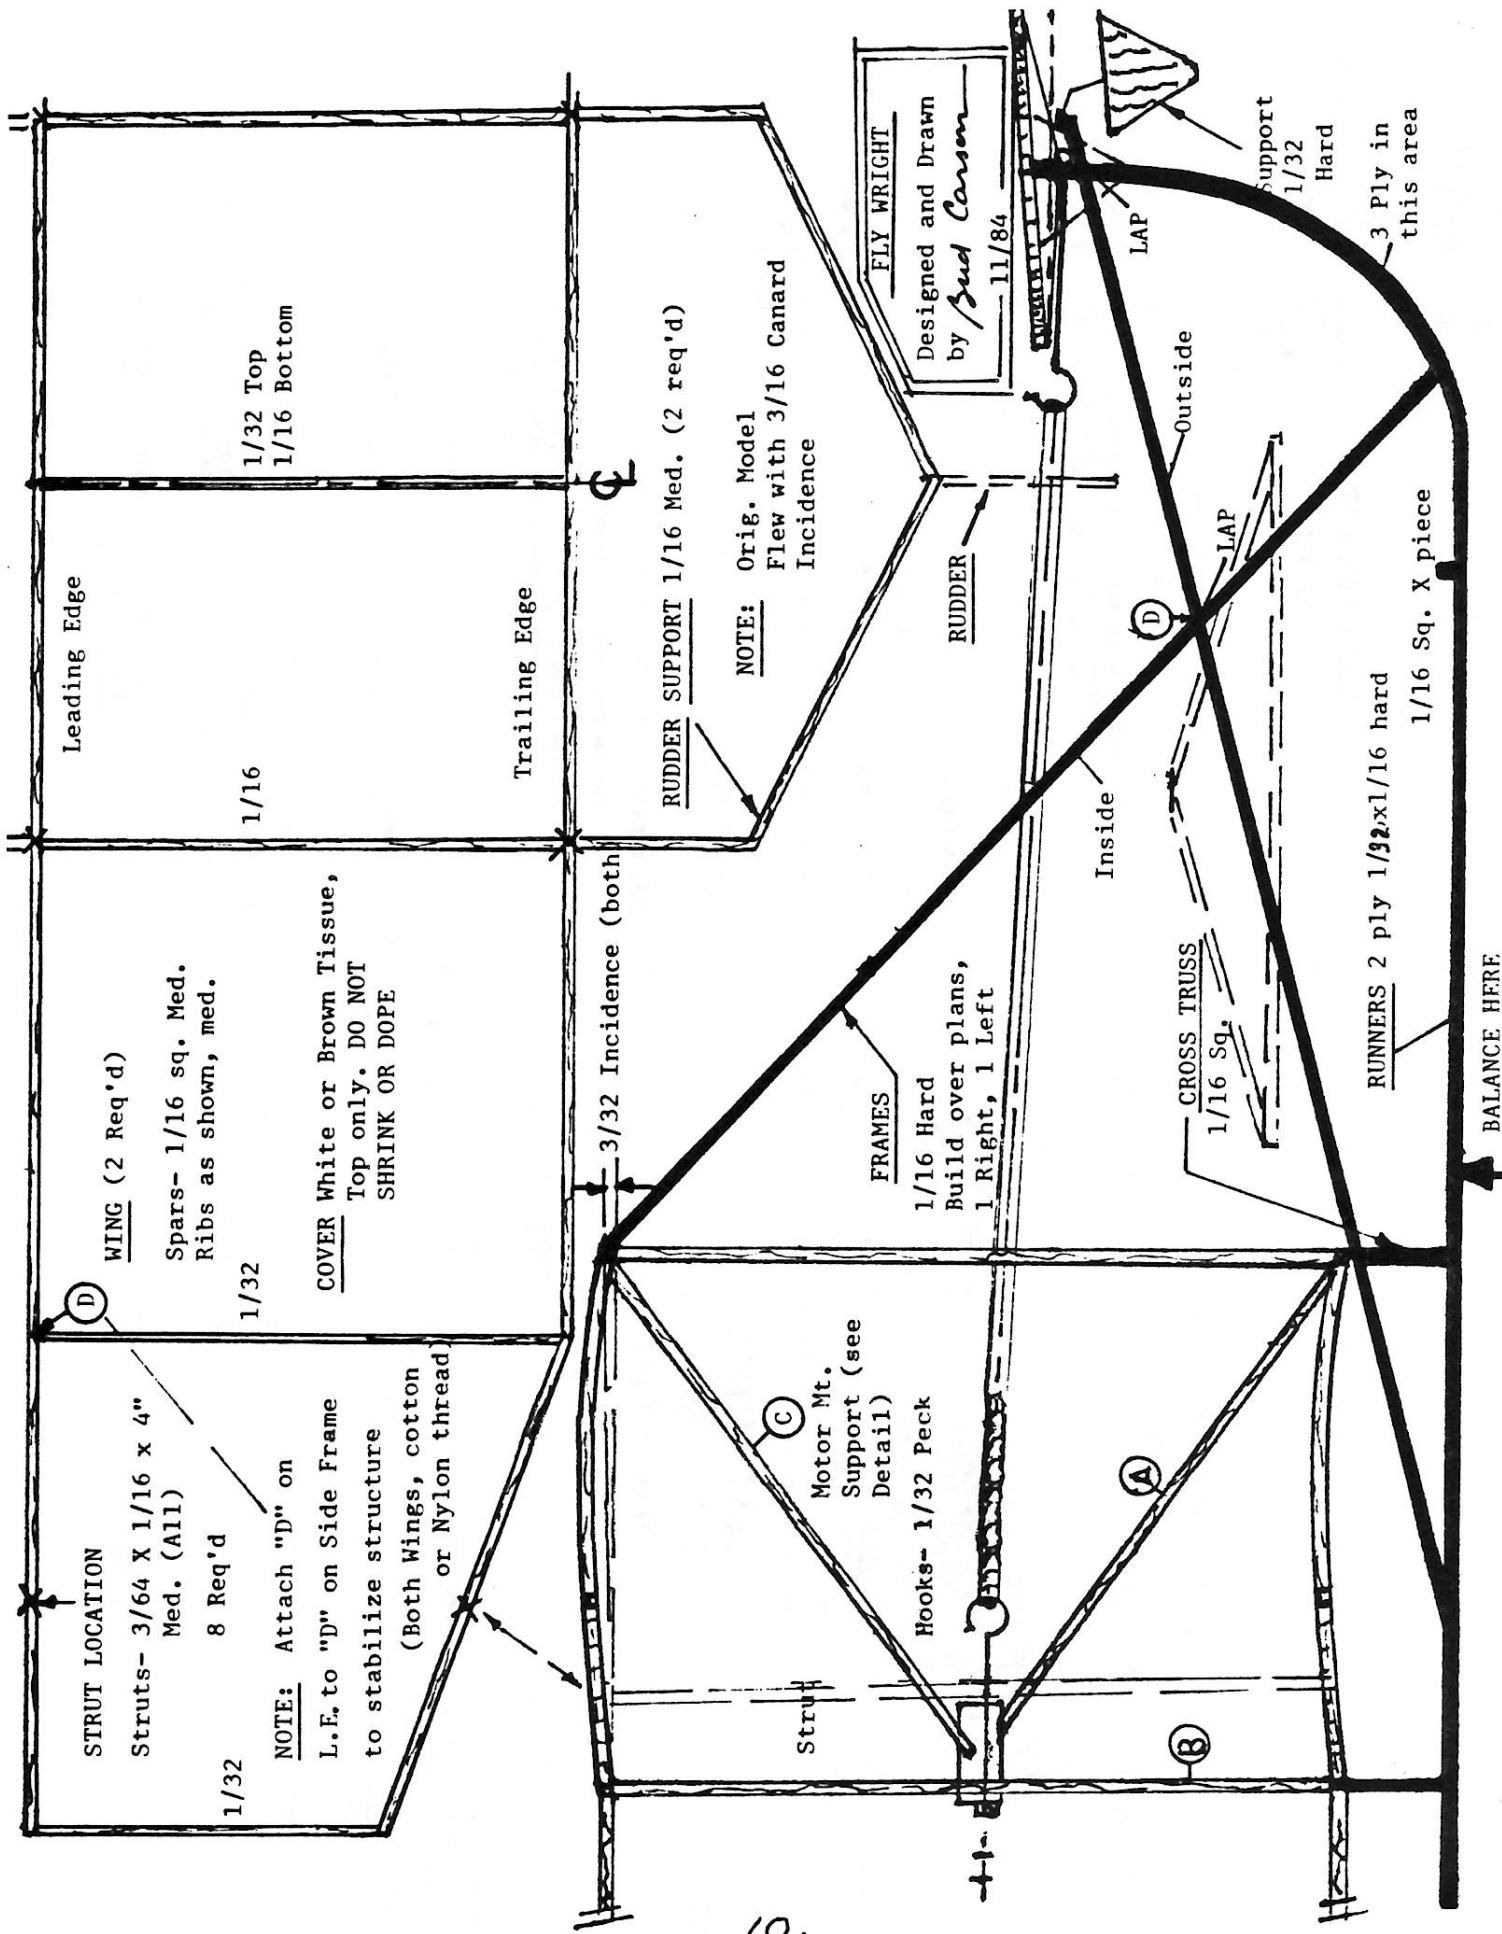 Leading Edge
1/32 Top
1/16 Bottom
1/16
Trailing Edge
CL
WING (2 Req'd)
Spars- 1/16 sq. Med.
Ribs as shown, med.
1/32
D
COVER White or Brown Tissue,
Top only. DO NOT
SHRINK OR DOPE
STRUT LOCATION
Struts- 3/64 X 1/16 x 4"
Med. (All)
8 Req'd
1/32
NOTE: Attach "D" on
L.E. to "D" on Side Frame
to stabilize structure
(Both Wings, cotton
or Nylon thread)
RUDDER SUPPORT 1/16 Med. (2 req'd)
NOTE: Orig. Model
Flew with 3/16 Canard
Incidence
RUDDER
FLY WRIGHT
Designed and Drawn
by Bud Carson
11/84
3/32 Incidence (both
FRAMES
1/16 Hard
Build over plans,
1 Right, 1 Left
C
Motor Mt.
Support (see
Detail)
Hooks- 1/32 Peck
Strut
A
B
Inside
Outside
D
LAP
LAP
Support
1/32
Hard
3 Ply in
this area
CROSS TRUSS
1/16 Sq.
RUNNERS 2 ply 1/32x1/16 hard
1/16 Sq. X piece
BALANCE HERE